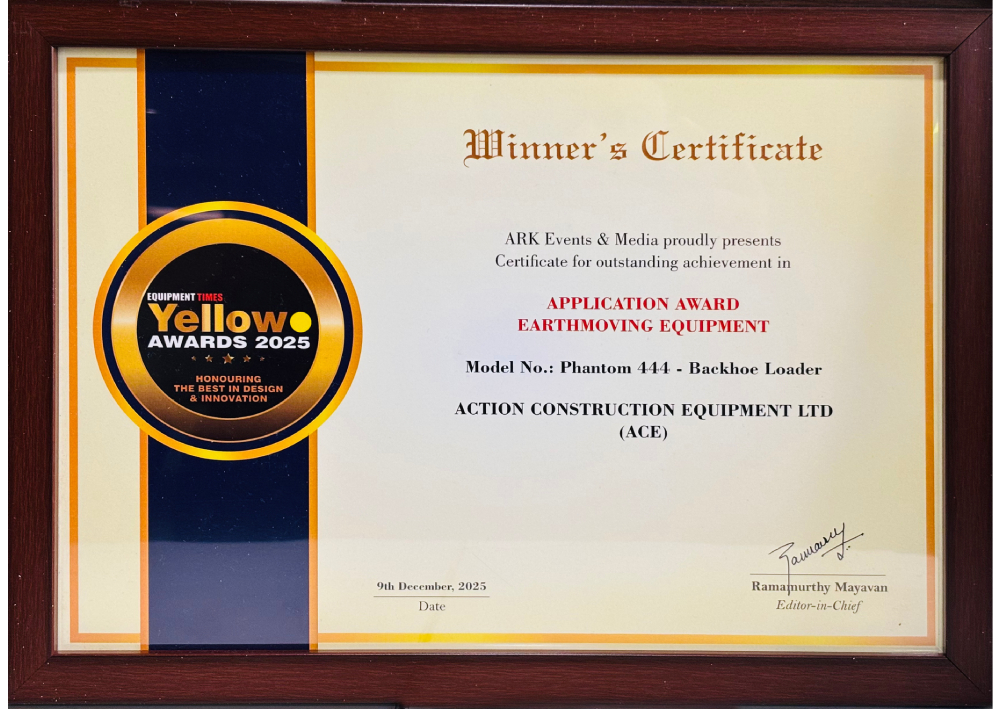 Winner's Certificate
ARK Events & Media proudly presents
Certificate for outstanding achievement in
APPLICATION AWARD
EARTHMOVING EQUIPMENT
Model No.: Phantom 444 - Backhoe Loader
ACTION CONSTRUCTION EQUIPMENT LTD
(ACE)
EQUIPMENT TIMES
Yellow
AWARDS 2025
HONOURING
THE BEST IN DESIGN
& INNOVATION
9th December, 2025
Date
Ramamurthy Mayavan
Editor-in-Chief